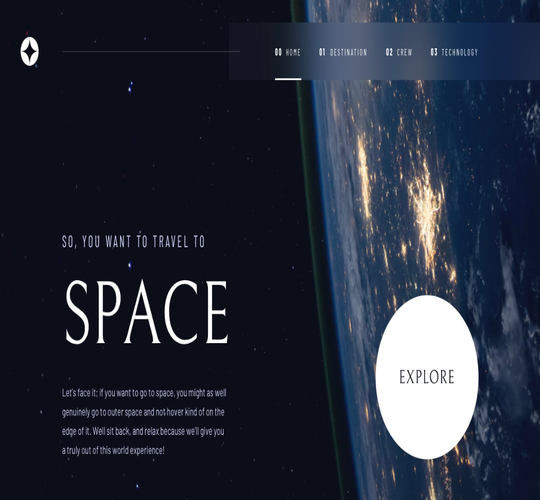 00 HOME 01 DESTINATION 02 CREW 03 TECHNOLOGY
SO, YOU WANT TO TRAVEL TO
SPACE
Let's face it; if you want to go to space, you might as well
genuinely go to outer space and not hover kind of on the
edge of it. Well sit back, and relax because we'll give you
a truly out of this world experience!
EXPLORE